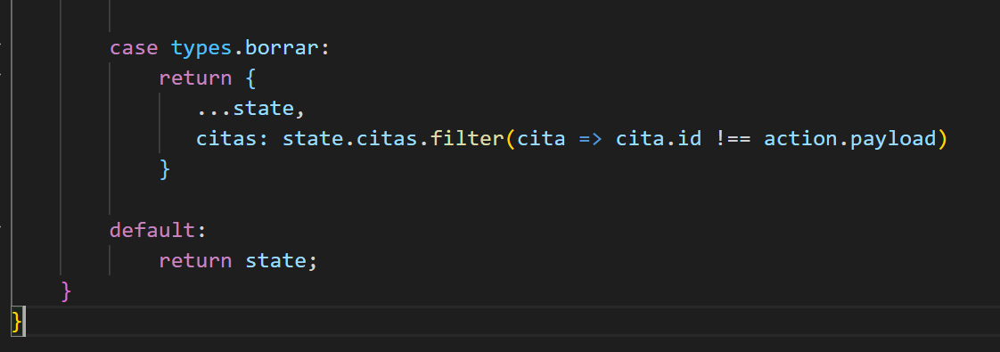 case types.borrar:
return {
...state,
citas: state.citas.filter(cita => cita.id !== action.payload)
}
default:
return state;
}
}